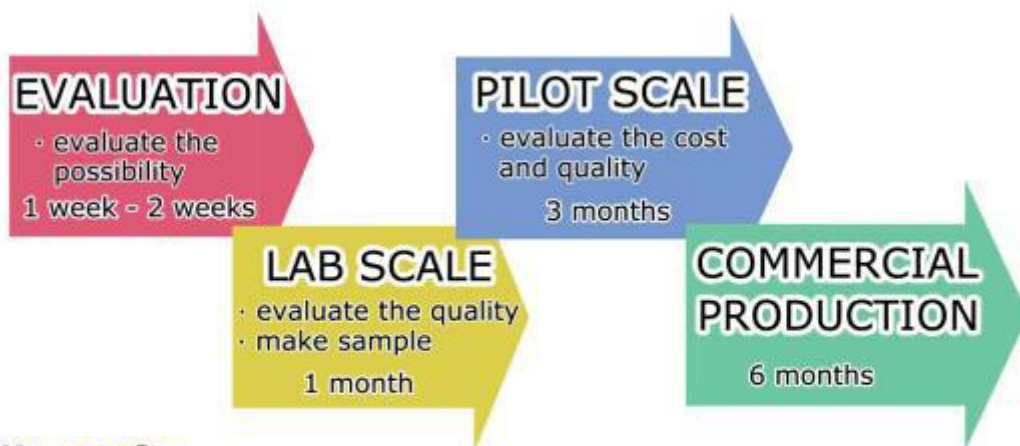 EVALUATION
· evaluate the
possibility
1 week - 2 weeks
LAB SCALE
· evaluate the quality
· make sample
1 month
PILOT SCALE
· evaluate the cost
and quality
3 months
COMMERCIAL
PRODUCTION
6 months